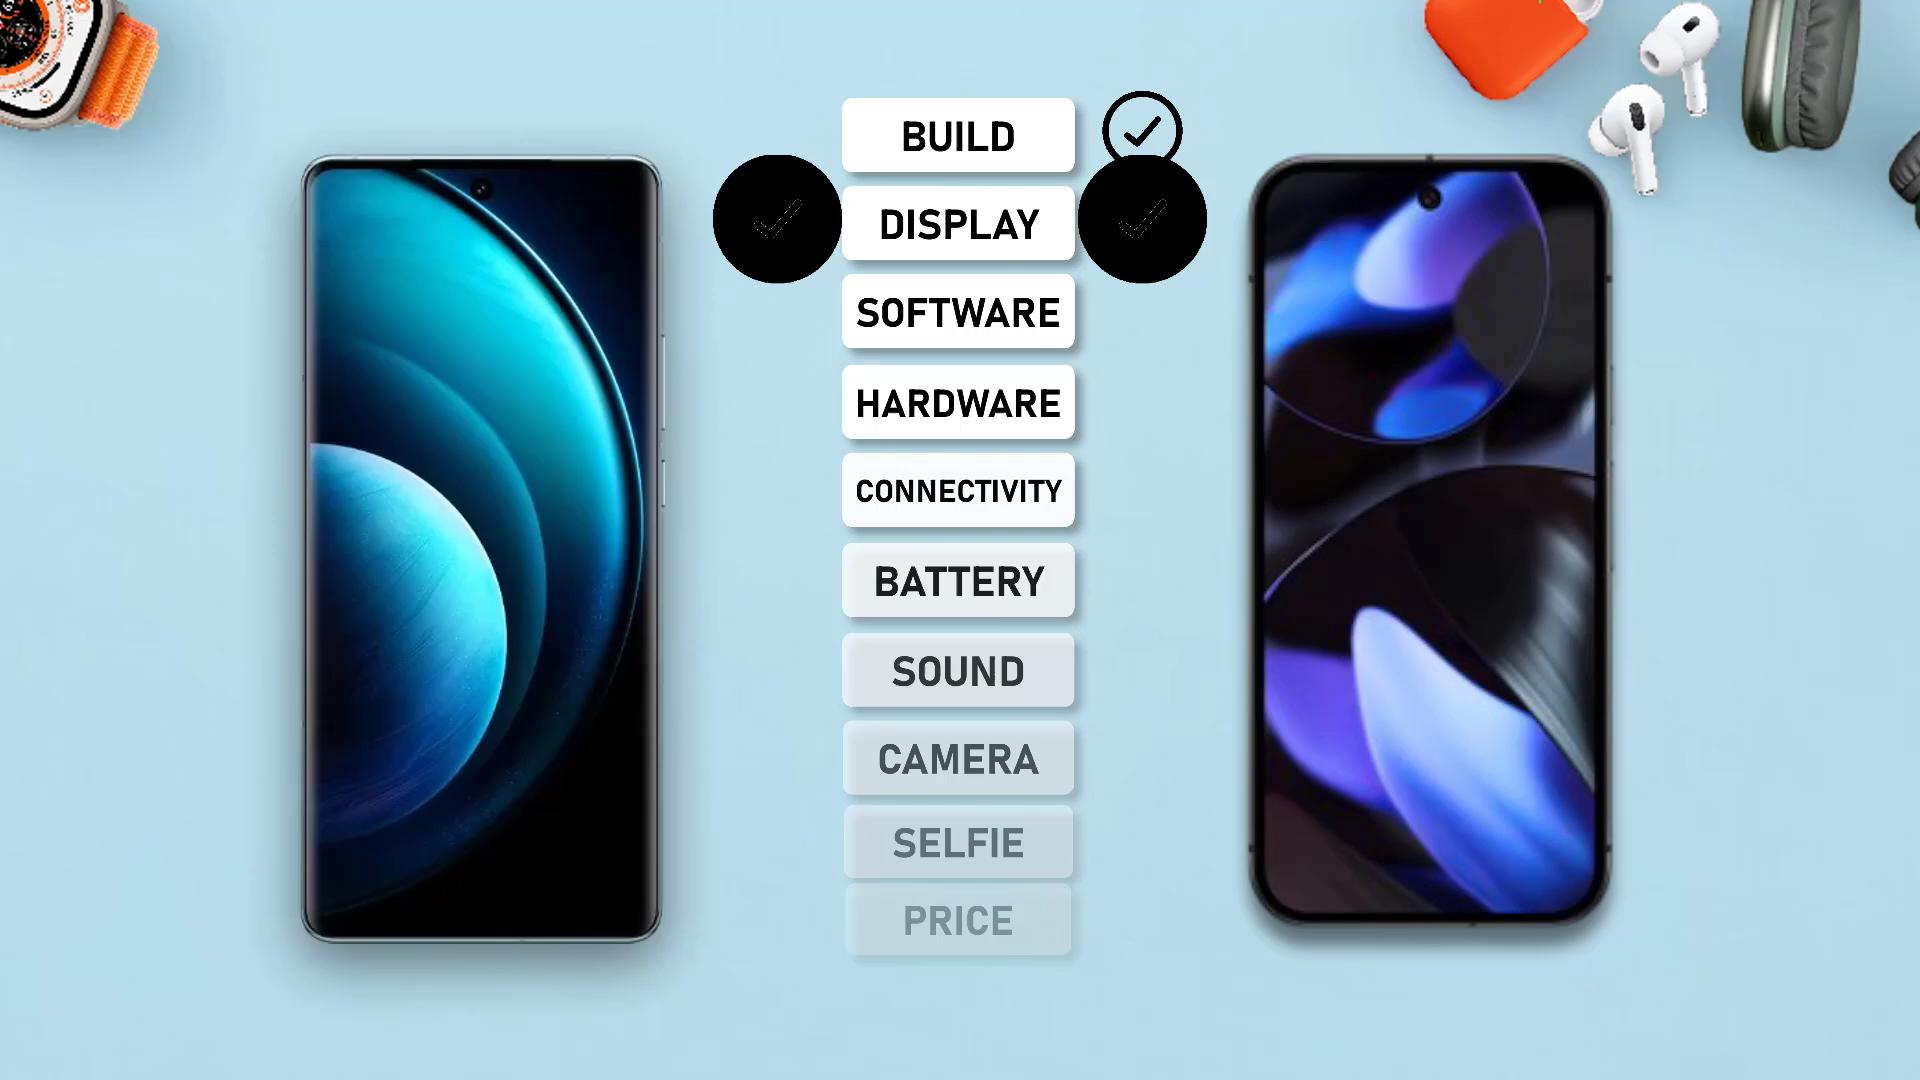 BUILD
DISPLAY
SOFTWARE
HARDWARE
CONNECTIVITY
BATTERY
SOUND
CAMERA
SELFIE
PRICE